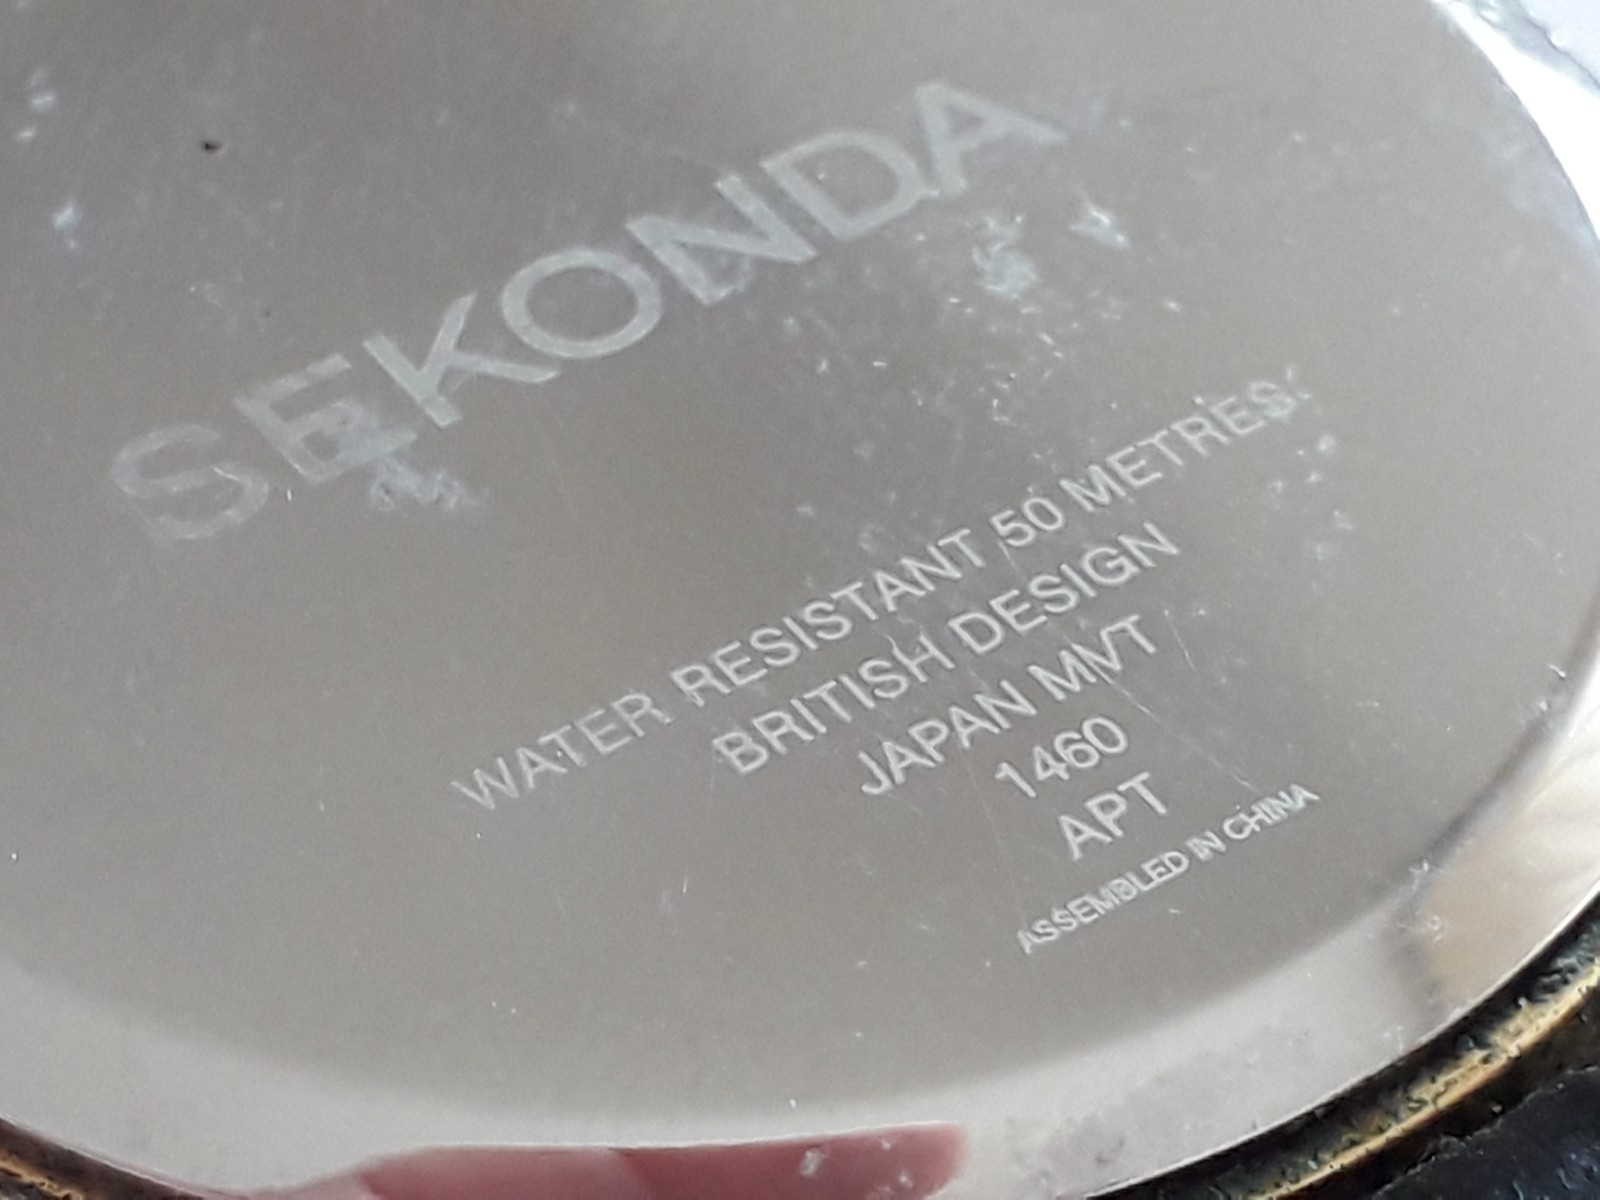 SEKONDA
WATER RESISTANT 50 METRES
BRITISH DESIGN
JAPAN MVT
1460
APT
ASSEMBLED IN CHINA